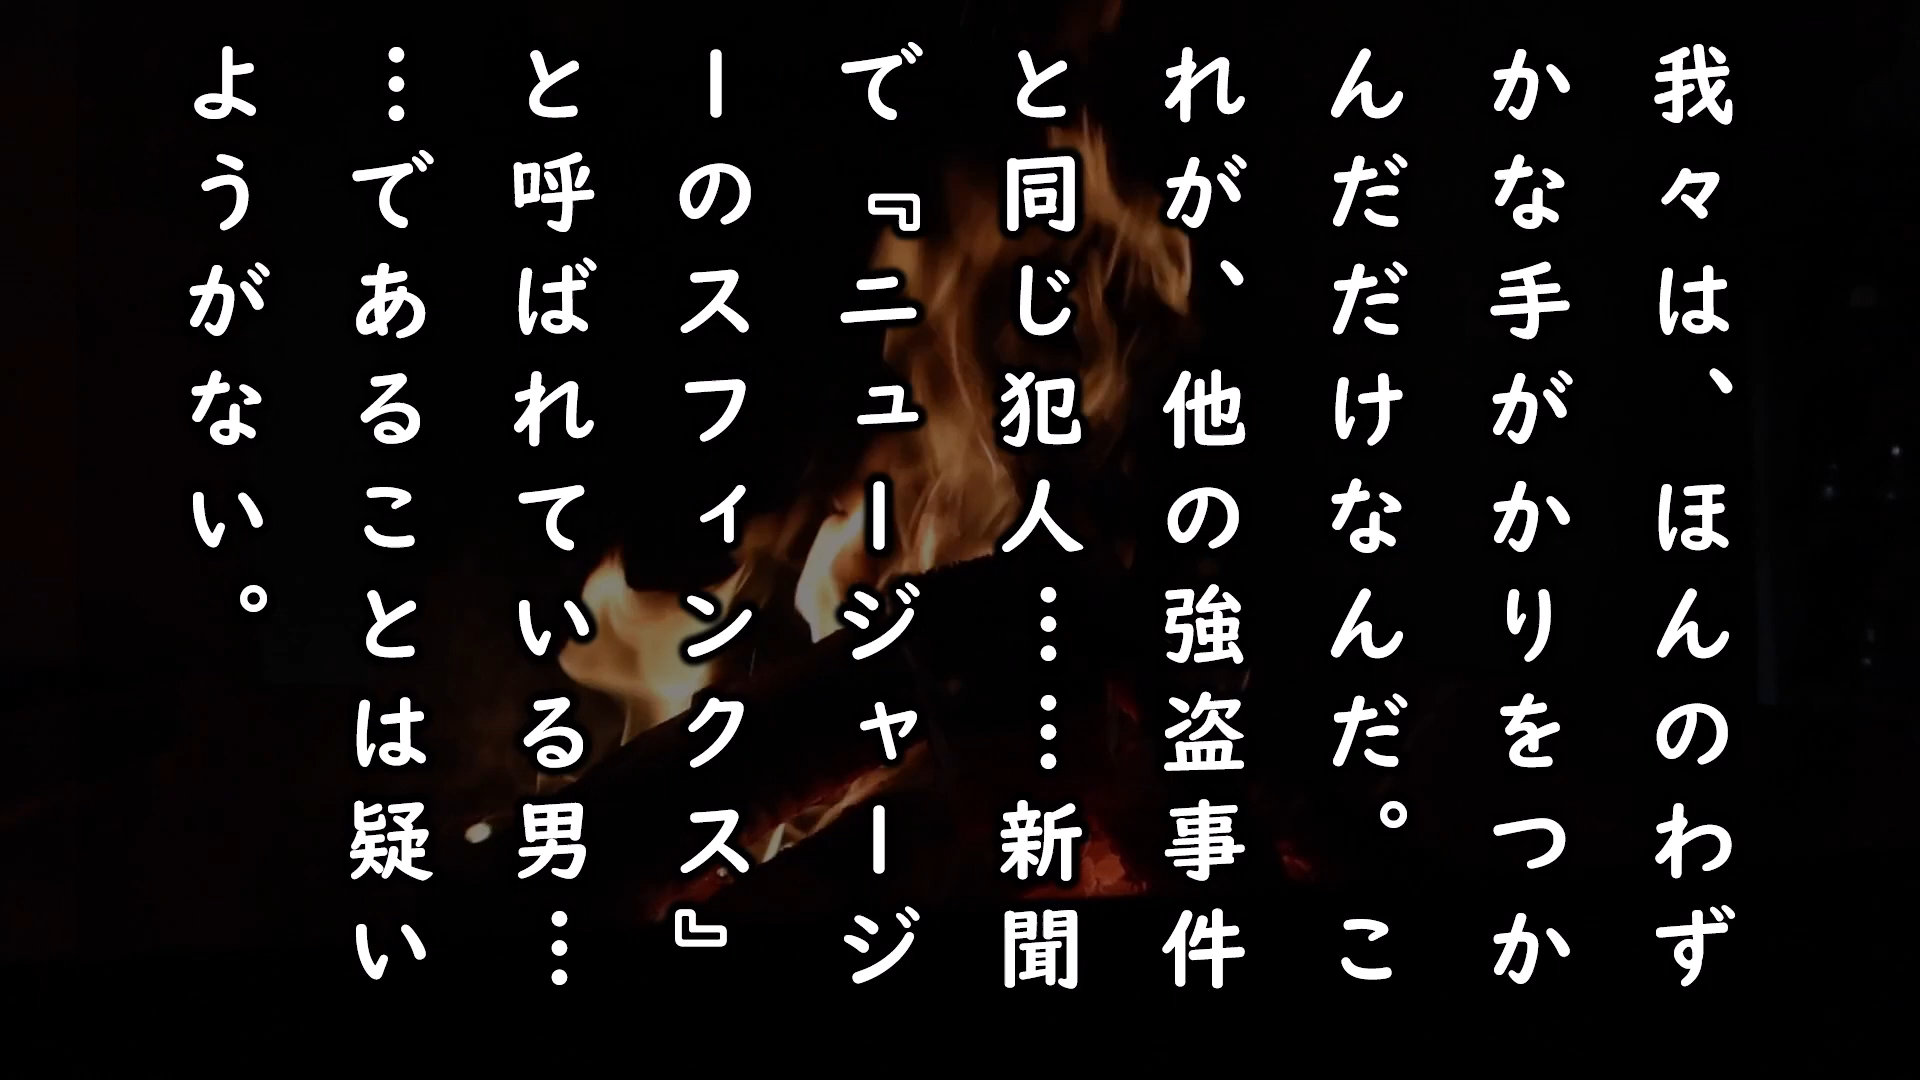 我々は、ほんのわず
かな手がかりをつか
んだだけなんだ。こ
れが、他の強盗事件
と同じ犯人……新聞
で『ニュージャージ
ーのスフィンクス』
と呼ばれている男…
…であることは疑い
ようがない。